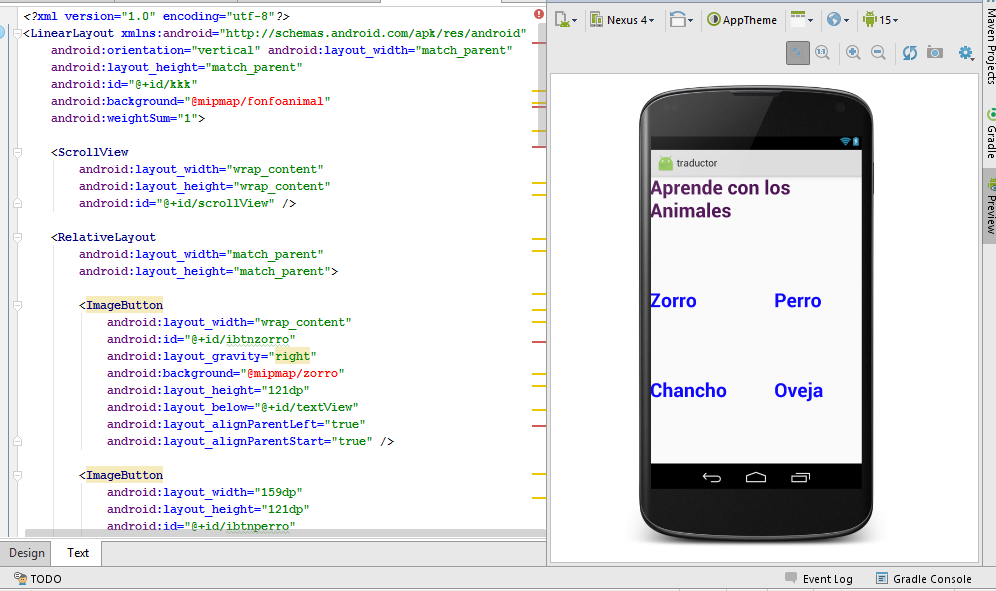 <?xml version="1.0" encoding="utf-8"?>
<LinearLayout xmlns:android="http://schemas.android.com/apk/res/android"
    android:orientation="vertical" android:layout_width="match_parent"
    android:layout_height="match_parent"
    android:id="@+id/kkk"
    android:background="@mipmap/fonfoanimal"
    android:weightSum="1">

    <ScrollView
        android:layout_width="wrap_content"
        android:layout_height="wrap_content"
        android:id="@+id/scrollView" />

    <RelativeLayout
        android:layout_width="match_parent"
        android:layout_height="match_parent">

        <ImageButton
            android:layout_width="wrap_content"
            android:id="@+id/ibtnzorro"
            android:layout_gravity="right"
            android:background="@mipmap/zorro"
            android:layout_height="121dp"
            android:layout_below="@+id/textView"
            android:layout_alignParentLeft="true"
            android:layout_alignParentStart="true" />

        <ImageButton
            android:layout_width="159dp"
            android:layout_height="121dp"
            android:id="@+id/ibtnperro"
Design Text
Nexus 4 AppTheme 15
1:1
traductor
Aprende con los
Animales
Zorro Perro
Chancho Oveja
Maven Projects
Gradle
Preview
TODO Event Log Gradle Console